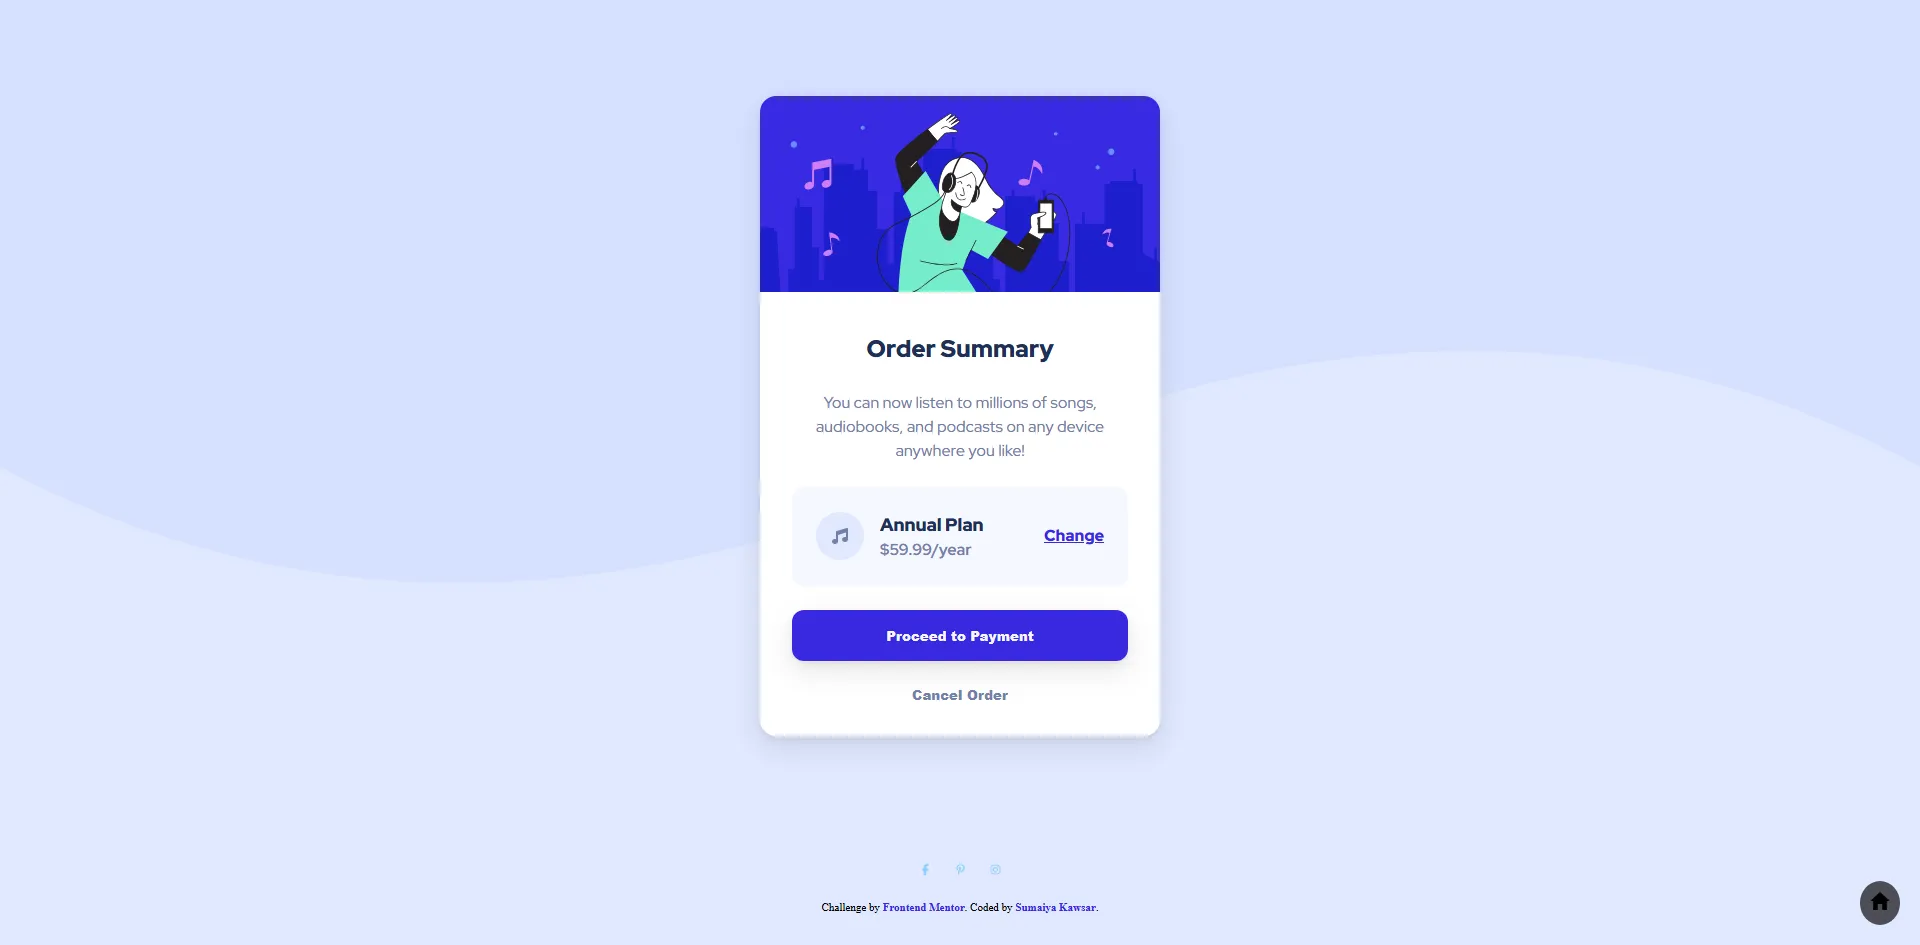 Order Summary
You can now listen to millions of songs,
audiobooks, and podcasts on any device
anywhere you like!
Annual Plan
$59.99/year
Change
Proceed to Payment
Cancel Order
Challenge by Frontend Mentor. Coded by Sumaiya Kawsar.